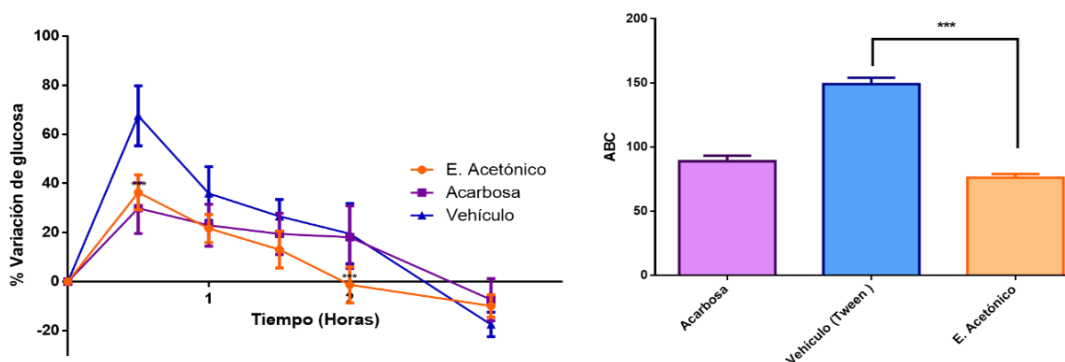 % Variación de glucosa
100
80
60
40
20
0
-20
***
***
1
2
Tiempo (Horas)
E. Acetónico
Acarbosa
Vehículo
ABC
200
150
100
50
0
***
Acarbosa
Vehículo (Tween )
E. Acetónico